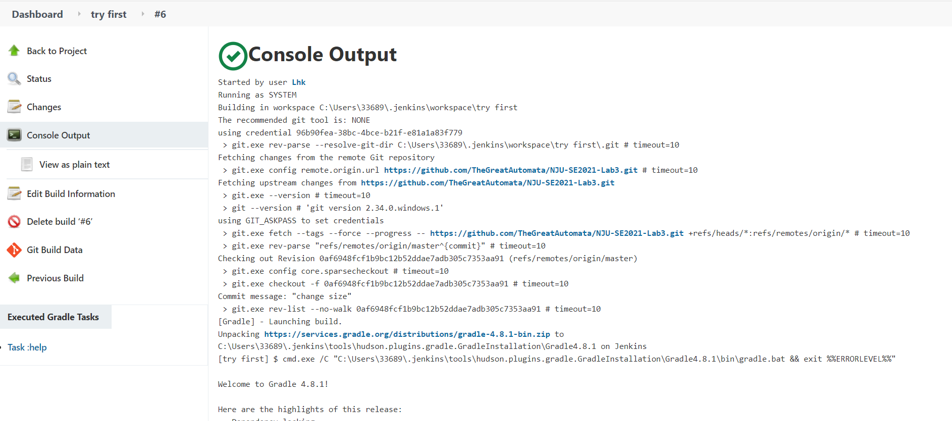 Dashboard
try first
#6
Back to Project
Status
Changes
Console Output
View as plain text
Edit Build Information
Delete build '#6'
Git Build Data
Previous Build
Executed Gradle Tasks
Task :help
Console Output
Started by user Lhk
Running as SYSTEM
Building in workspace C:\Users\33689\.jenkins\workspace\try first
The recommended git tool is: NONE
using credential 96b90fea-38bc-4bce-b21f-e81a1a83f779
> git.exe rev-parse --resolve-git-dir C:\Users\33689\.jenkins\workspace\try first\.git # timeout=10
Fetching changes from the remote Git repository
> git.exe config remote.origin.url https://github.com/TheGreatAutomata/NJU-SE2021-Lab3.git # timeout=10
Fetching upstream changes from https://github.com/TheGreatAutomata/NJU-SE2021-Lab3.git
> git.exe --version # timeout=10
> git --version # 'git version 2.34.0.windows.1'
using GIT_ASKPASS to set credentials
> git.exe fetch --tags --force --progress -- https://github.com/TheGreatAutomata/NJU-SE2021-Lab3.git +refs/heads/*:refs/remotes/origin/* # timeout=10
> git.exe rev-parse "refs/remotes/origin/master^{commit}" # timeout=10
Checking out Revision 0af6948fcf1b9bc12b52ddae7adb305c7353aa91 (refs/remotes/origin/master)
> git.exe config core.sparsecheckout # timeout=10
> git.exe checkout -f 0af6948fcf1b9bc12b52ddae7adb305c7353aa91 # timeout=10
Commit message: "change size"
> git.exe rev-list --no-walk 0af6948fcf1b9bc12b52ddae7adb305c7353aa91 # timeout=10
[Gradle] - Launching build.
Unpacking https://services.gradle.org/distributions/gradle-4.8.1-bin.zip to
C:\Users\33689\.jenkins\tools\hudson.plugins.gradle.GradleInstallation\Gradle4.8.1 on Jenkins
[try first] $ cmd.exe /C "C:\Users\33689\.jenkins\tools\hudson.plugins.gradle.GradleInstallation\Gradle4.8.1\bin\gradle.bat && exit %%ERRORLEVEL%%"
Welcome to Gradle 4.8.1!
Here are the highlights of this release: